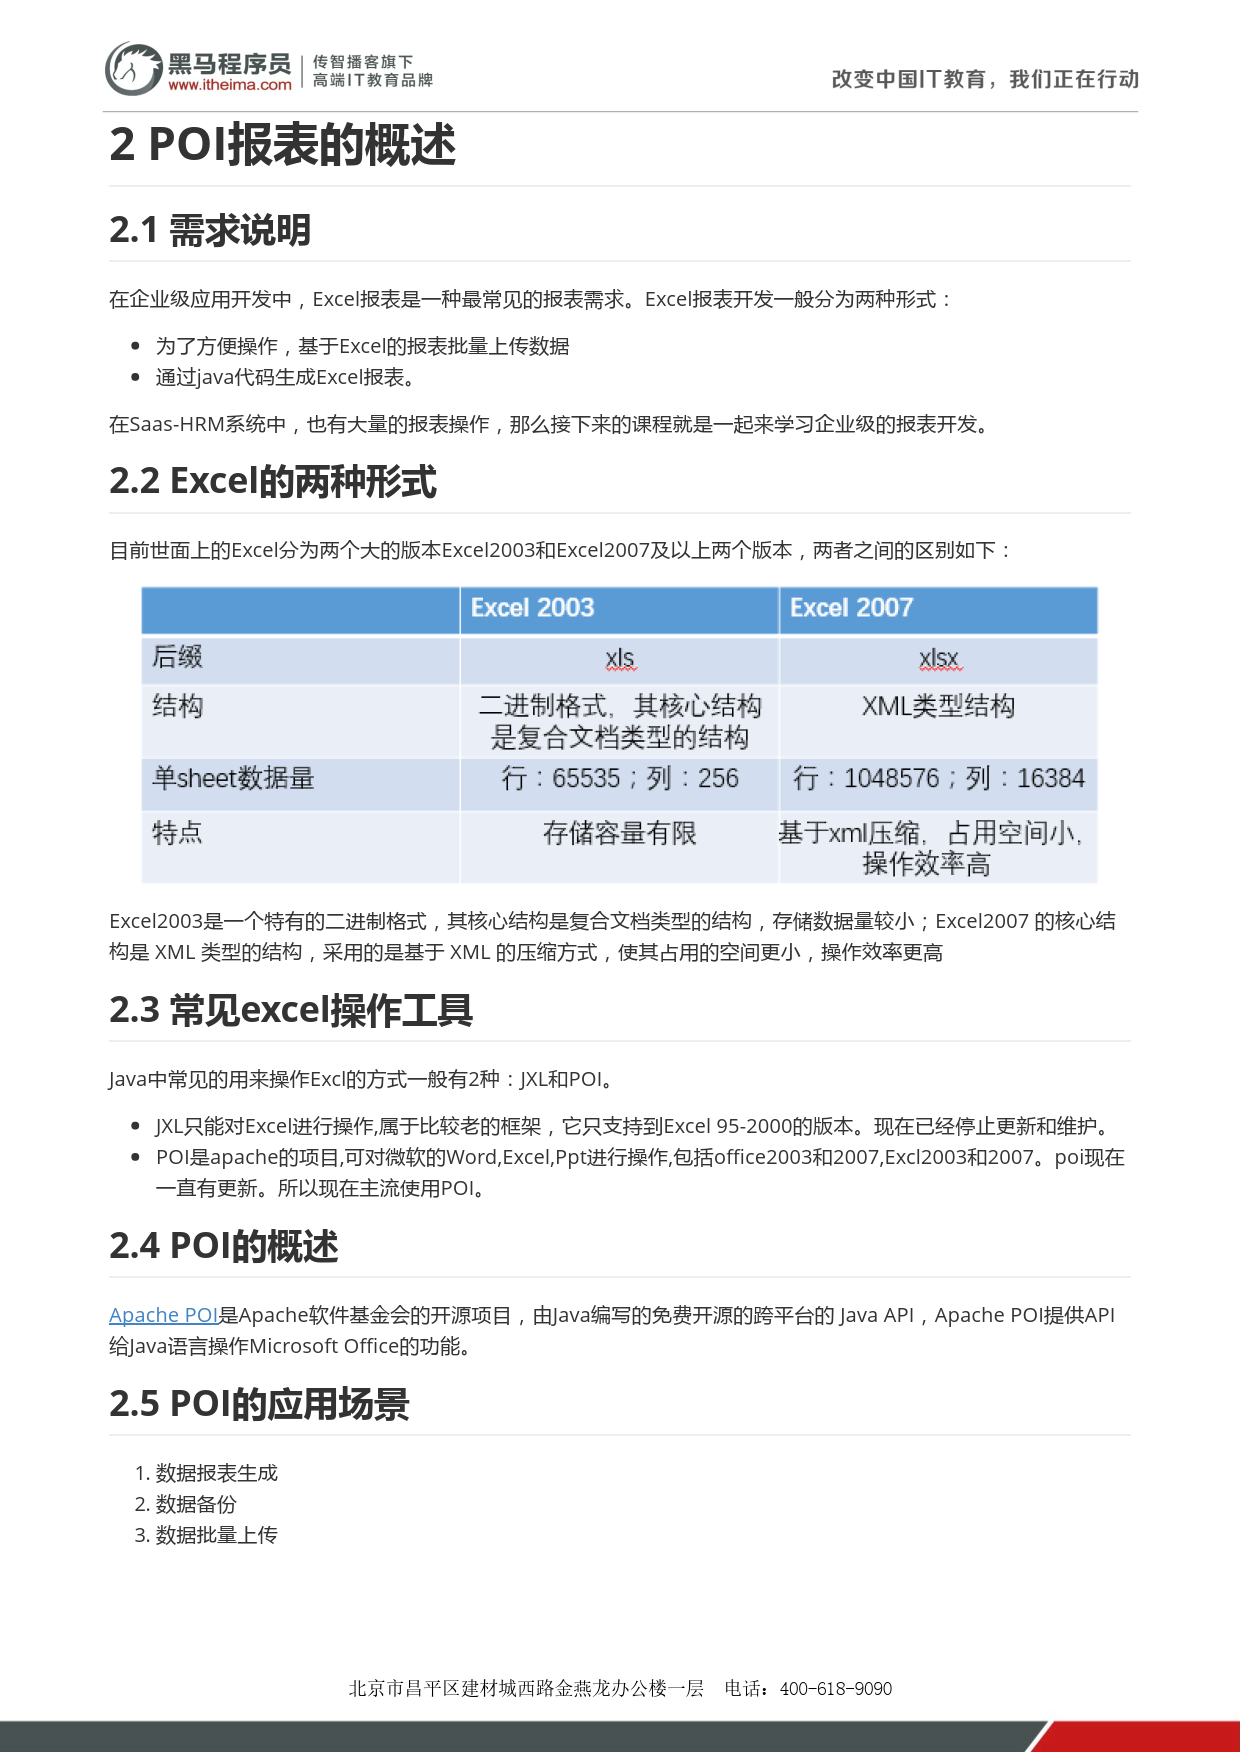 黑马程序员
www.itheima.com
传智播客旗下
高端IT教育品牌
改变中国IT教育，我们正在行动
2 POI报表的概述
2.1 需求说明
在企业级应用开发中，Excel报表是一种最常见的报表需求。Excel报表开发一般分为两种形式：
为了方便操作，基于Excel的报表批量上传数据
通过java代码生成Excel报表。
在Saas-HRM系统中，也有大量的报表操作，那么接下来的课程就是一起来学习企业级的报表开发。
2.2 Excel的两种形式
目前世面上的Excel分为两个大的版本Excel2003和Excel2007及以上两个版本，两者之间的区别如下：
Excel 2003 Excel 2007
后缀 xls xlsx
结构 二进制格式，其核心结构 XML类型结构
是复合文档类型的结构
单sheet数据量 行：65535；列：256 行：1048576；列：16384
特点 存储容量有限 基于xml压缩，占用空间小，
操作效率高
Excel2003是一个特有的二进制格式，其核心结构是复合文档类型的结构，存储数据量较小；Excel2007 的核心结
构是 XML 类型的结构，采用的是基于 XML 的压缩方式，使其占用的空间更小，操作效率更高
2.3 常见excel操作工具
Java中常见的用来操作Excl的方式一般有2种：JXL和POI。
JXL只能对Excel进行操作,属于比较老的框架，它只支持到Excel 95-2000的版本。现在已经停止更新和维护。
POI是apache的项目,可对微软的Word,Excel,Ppt进行操作,包括office2003和2007,Excl2003和2007。poi现在
一直有更新。所以现在主流使用POI。
2.4 POI的概述
Apache POI是Apache软件基金会的开源项目，由Java编写的免费开源的跨平台的 Java API，Apache POI提供API
给Java语言操作Microsoft Office的功能。
2.5 POI的应用场景
1. 数据报表生成
2. 数据备份
3. 数据批量上传
北京市昌平区建材城西路金燕龙办公楼一层 电话：400-618-9090